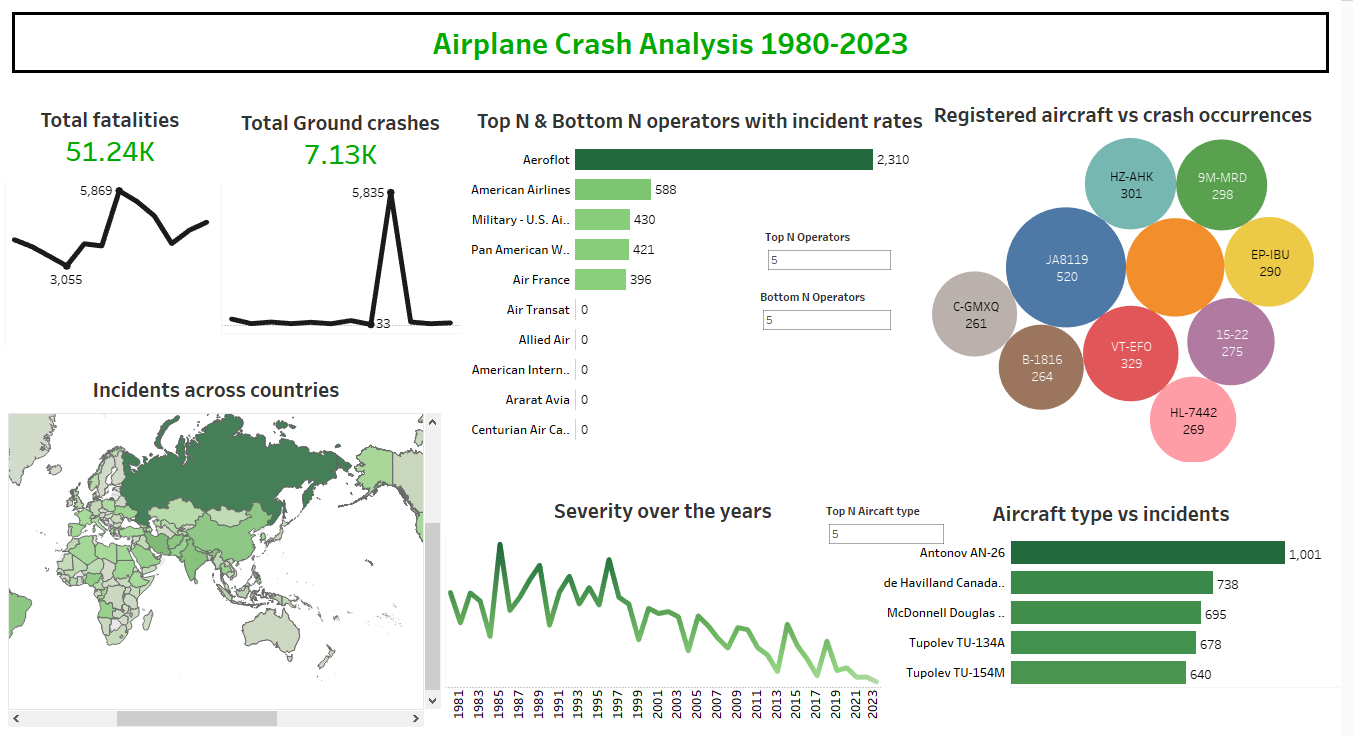 Airplane Crash Analysis 1980-2023
Total fatalities
51.24K
5,869
3,055
Total Ground crashes
7.13K
5,835
33
Top N & Bottom N operators with incident rates
Aeroflot
2,310
American Airlines
588
Military - U.S. Ai..
430
Pan American W..
421
Air France
396
Air Transat
0
Allied Air
0
American Intern..
0
Ararat Avia
0
Centurian Air Ca..
0
Top N Operators
5
Bottom N Operators
5
Registered aircraft vs crash occurrences
HZ-AHK
301
9M-MRD
298
JA8119
520
EP-IBU
290
C-GMXQ
261
B-1816
264
VT-EFO
329
15-22
275
HL-7442
269
Incidents across countries
Severity over the years
1981
1983
1985
1987
1989
1991
1993
1995
1997
1999
2001
2003
2005
2007
2009
2011
2013
2015
2017
2019
2021
2023
Top N Aircaft type
5
Aircraft type vs incidents
Antonov AN-26
1,001
de Havilland Canada..
738
McDonnell Douglas ..
695
Tupolev TU-134A
678
Tupolev TU-154M
640